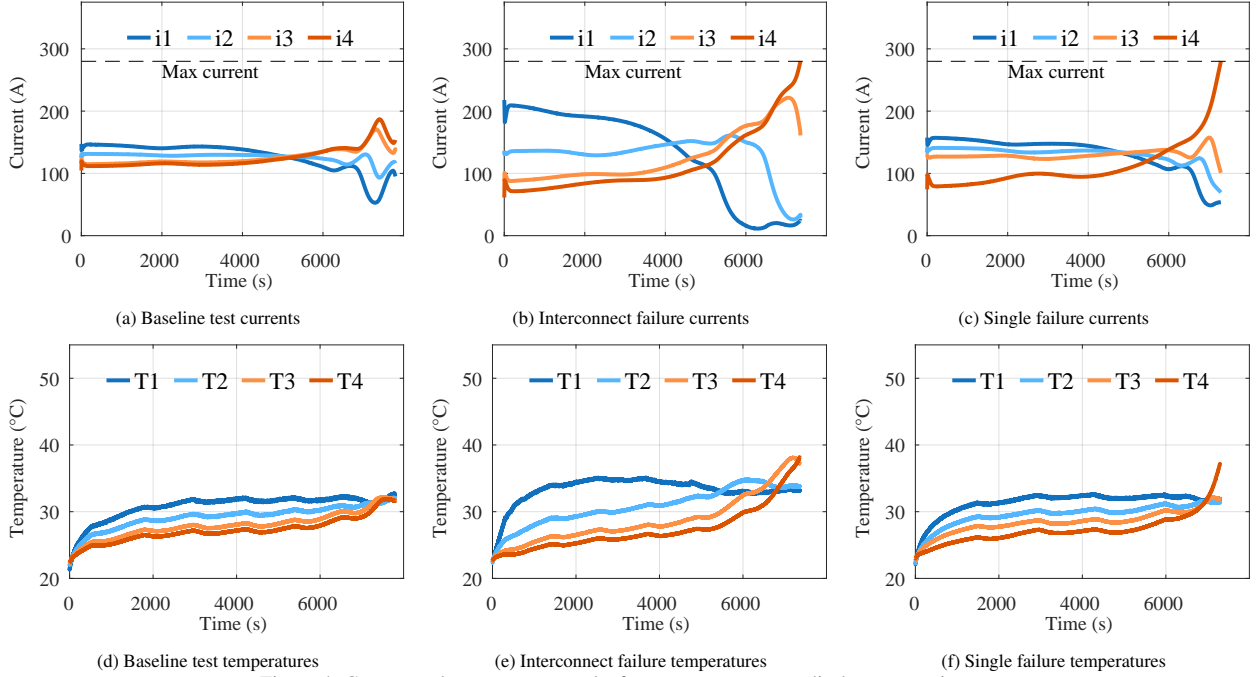 i1 i2 i3 i4
Max current
Current (A)
300
200
100
0
0 2000 4000 6000
Time (s)
(a) Baseline test currents
i1 i2 i3 i4
Max current
Current (A)
300
200
100
0
0 2000 4000 6000
Time (s)
(b) Interconnect failure currents
i1 i2 i3 i4
Max current
Current (A)
300
200
100
0
0 2000 4000 6000
Time (s)
(c) Single failure currents
T1 T2 T3 T4
Temperature (°C)
50
40
30
20
0 2000 4000 6000
Time (s)
(d) Baseline test temperatures
T1 T2 T3 T4
Temperature (°C)
50
40
30
20
0 2000 4000 6000
Time (s)
(e) Interconnect failure temperatures
T1 T2 T3 T4
Temperature (°C)
50
40
30
20
0 2000 4000 6000
Time (s)
(f) Single failure temperatures